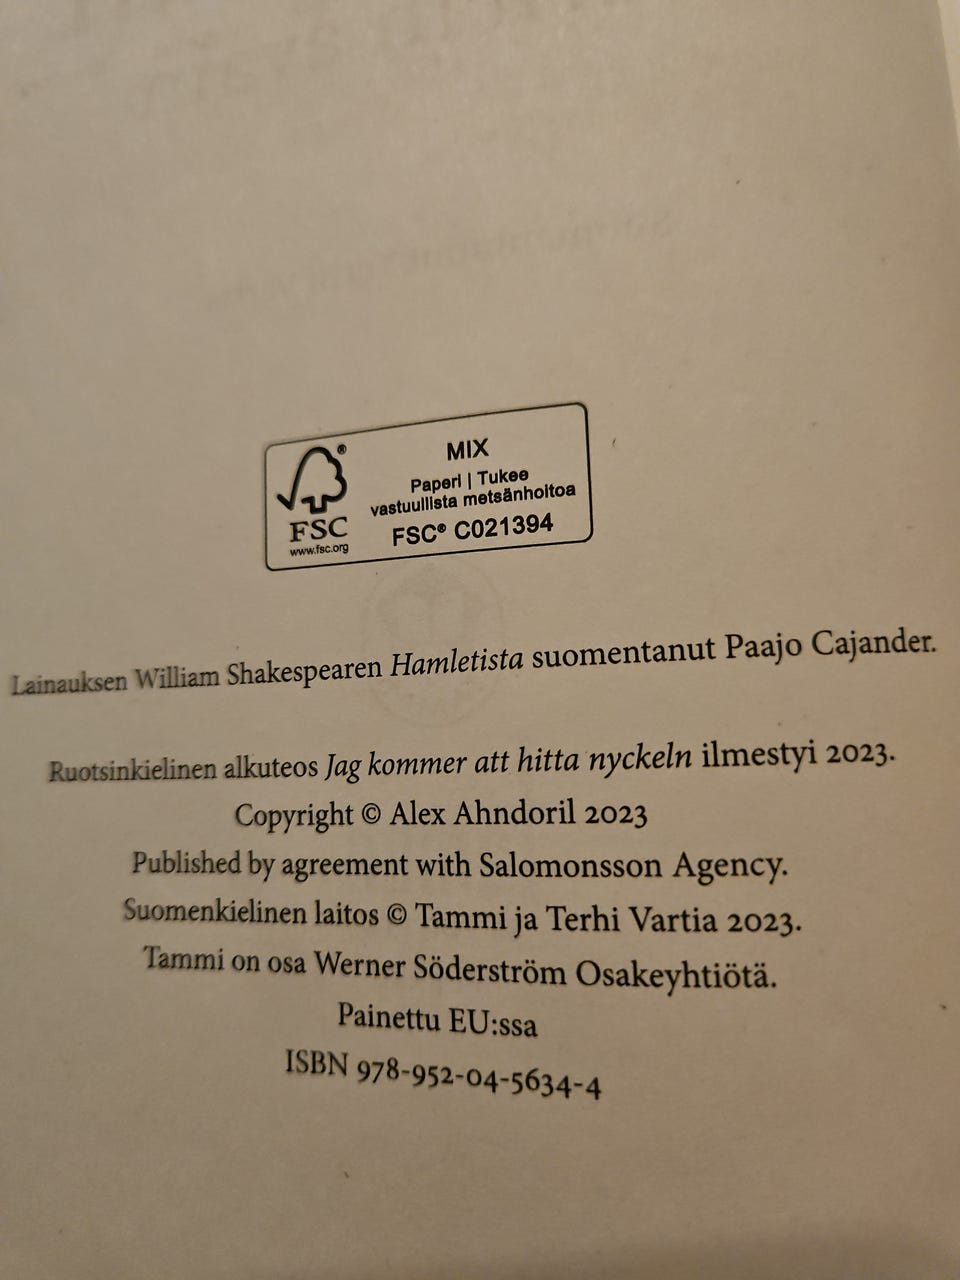 MIX
Paperi | Tukee
vastuullista metsänhoitoa
FSC® C021394
FSC
www.fsc.org
Lainauksen William Shakespearen Hamletista suomentanut Paajo Cajander.
Ruotsinkielinen alkuteos Jag kommer att hitta nyckeln ilmestyi 2023.
Copyright © Alex Ahndoril 2023
Published by agreement with Salomonsson Agency.
Suomenkielinen laitos © Tammi ja Terhi Vartia 2023.
Tammi on osa Werner Söderström Osakeyhtiötä.
Painettu EU:ssa
ISBN 978-952-04-5634-4